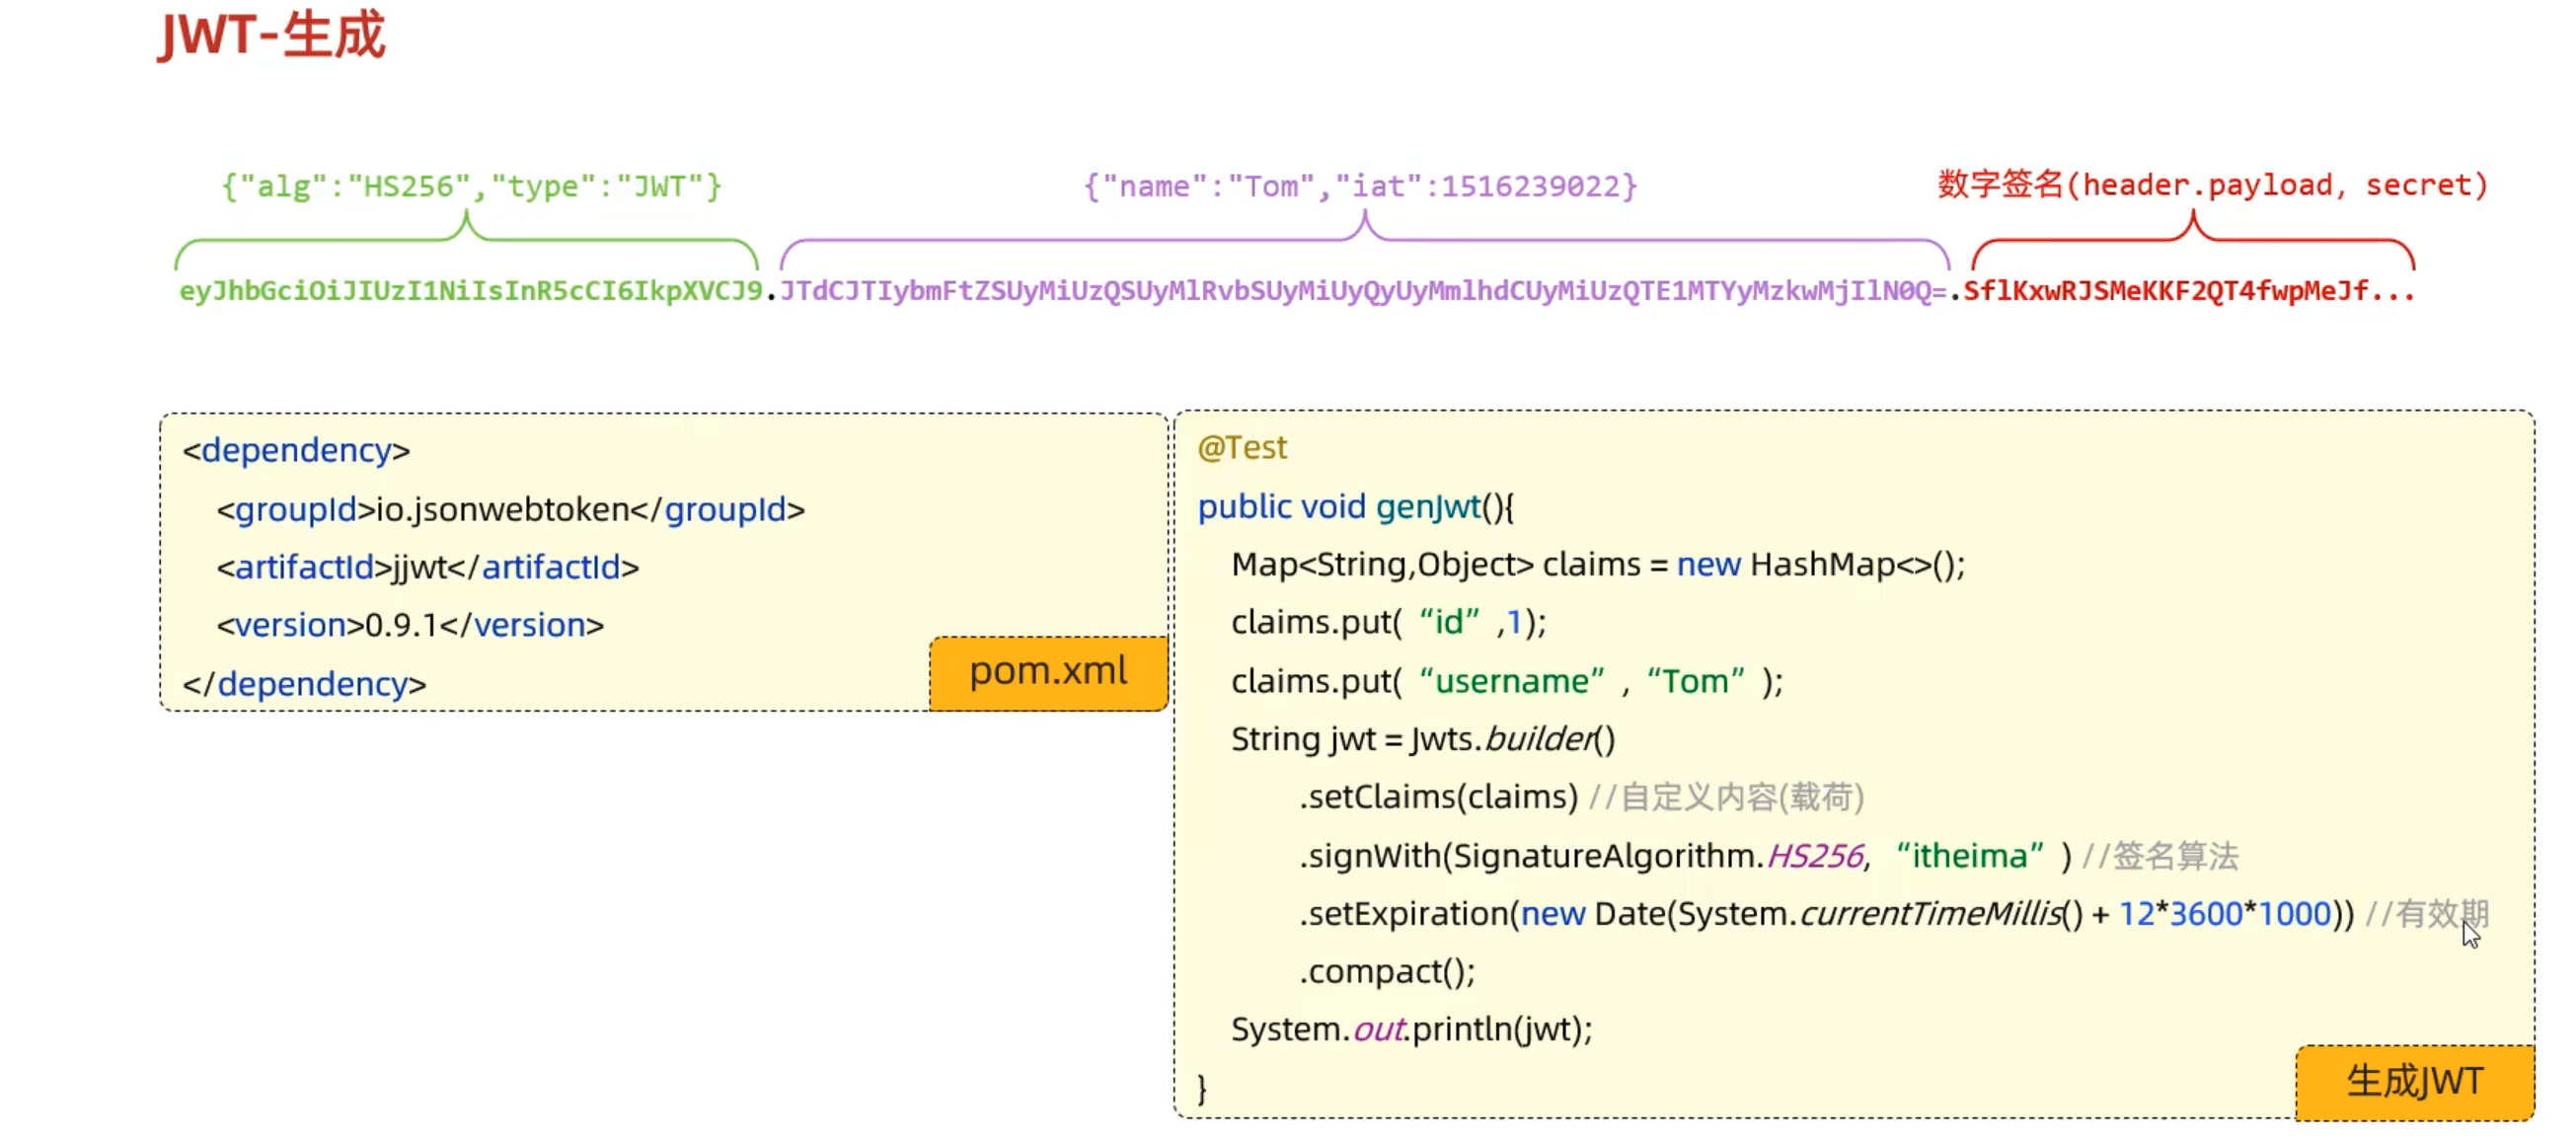 JWT-生成
{"alg":"HS256","type":"JWT"}
{"name":"Tom","iat":1516239022}
数字签名(header.payload, secret)
eyJhbGciOiJIUzI1NiIsInR5cCI6IkpXVCJ9.JTdCJTIybmFtZSUyMiUzQSUyMlRvbSUyMiUyQyUyMmlhdCUyMiUzQTE1MTYyMzkwMjIlN0Q=.SflKxwRJSMeKKF2QT4fwpMeJf...
<dependency>
<groupId>io.jsonwebtoken</groupId>
<artifactId>jjwt</artifactId>
<version>0.9.1</version>
</dependency>
pom.xml
@Test
public void genJwt(){
Map<String,Object> claims = new HashMap<>();
claims.put( “id” ,1);
claims.put( “username” , “Tom” );
String jwt = Jwts.builder()
.setClaims(claims) //自定义内容(载荷)
.signWith(SignatureAlgorithm.HS256, “itheima” ) //签名算法
.setExpiration(new Date(System.currentTimeMillis() + 12*3600*1000)) //有效期
.compact();
System.out.println(jwt);
}
生成JWT